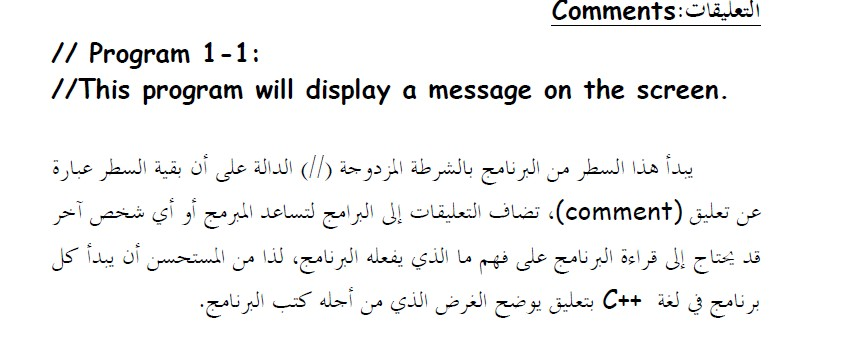 التعليقات:Comments
// Program 1-1:
//This program will display a message on the screen.
يبدأ هذا السطر من البرنامج بالشرطة المزدوجة (//) الدالة على أن بقية السطر عبارة
عن تعليق (comment)، تضاف التعليقات إلى البرامج لتساعد المبرمج أو أي شخص آخر
قد يحتاج إلى قراءة البرنامج على فهم ما الذي يفعله البرنامج، لذا من المستحسن أن يبدأ كل
برنامج في لغة C++ بتعليق يوضح الغرض الذي من أجله كتب البرنامج.